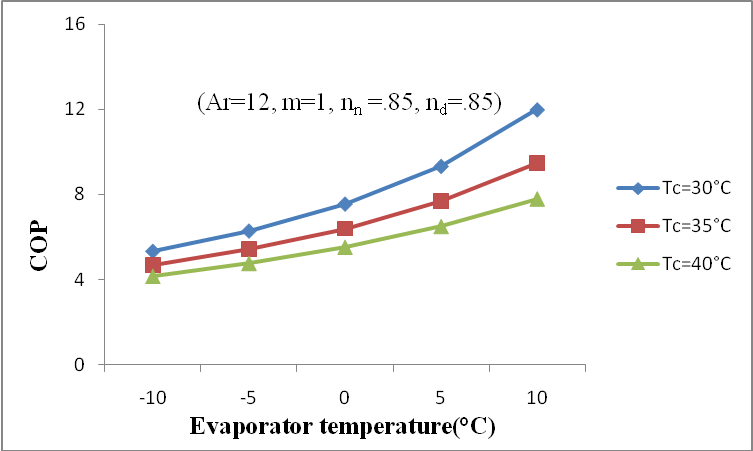 16
12
8
4
0
COP
(Ar=12, m=1, nn =.85, nd=.85)
Tc=30°C
Tc=35°C
Tc=40°C
-10 -5 0 5 10
Evaporator temperature(°C)